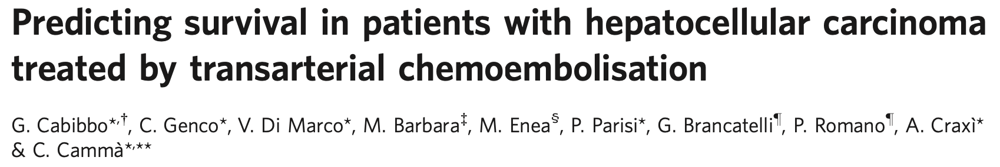 Predicting survival in patients with hepatocellular carcinoma
treated by transarterial chemoembolisation
G. Cabibbo*,†, C. Genco*, V. Di Marco*, M. Barbara‡, M. Enea§, P. Parisi*, G. Brancatelli¶, P. Romano¶, A. Craxì*
& C. Cammà*,**